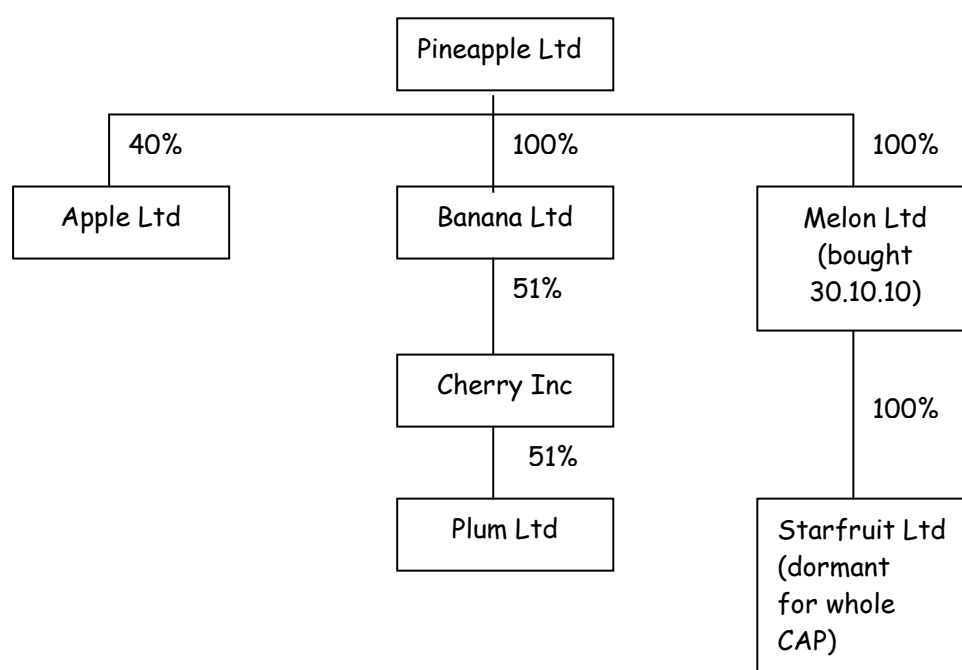 Pineapple Ltd
40%
100%
100%
Apple Ltd
Banana Ltd
Melon Ltd
(bought
30.10.10)
51%
Cherry Inc
100%
51%
Plum Ltd
Starfruit Ltd
(dormant
for whole
CAP)